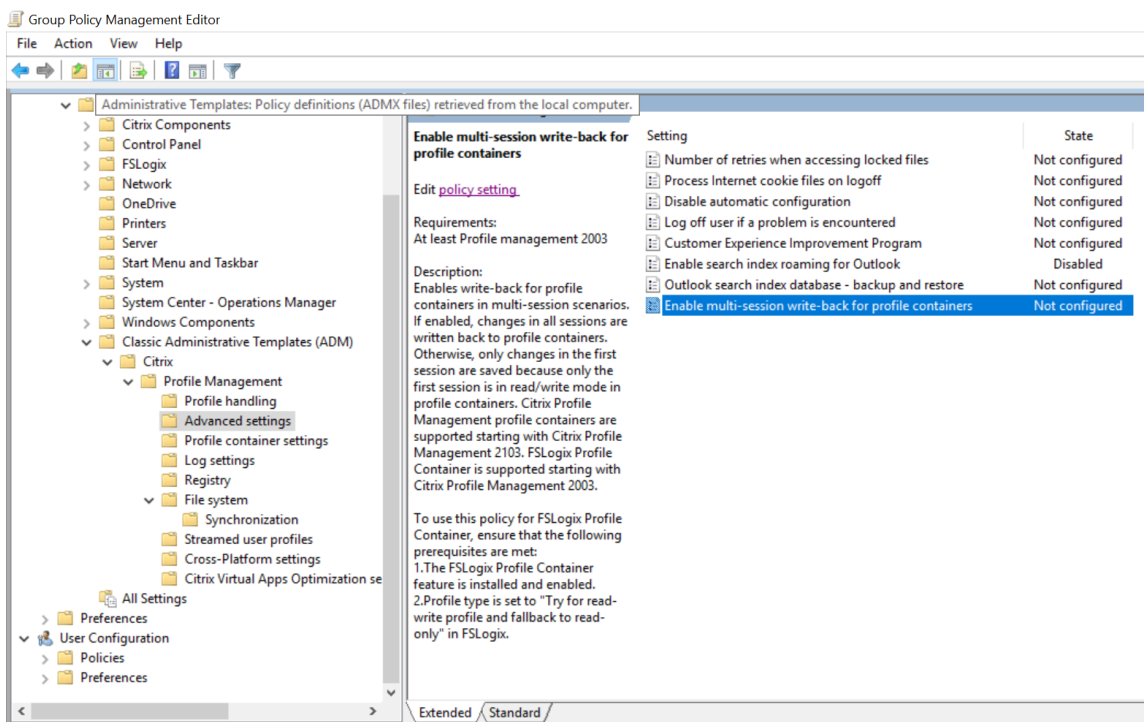 Group Policy Management Editor
File Action View Help
Administrative Templates: Policy definitions (ADMX files) retrieved from the local computer.
Citrix Components
Control Panel
FSLogix
Network
OneDrive
Printers
Server
Start Menu and Taskbar
System
System Center - Operations Manager
Windows Components
Classic Administrative Templates (ADM)
Citrix
Profile Management
Profile handling
Advanced settings
Profile container settings
Log settings
Registry
File system
Synchronization
Streamed user profiles
Cross-Platform settings
Citrix Virtual Apps Optimization se
All Settings
Preferences
User Configuration
Policies
Preferences
Enable multi-session write-back for
profile containers
Edit policy setting
Requirements:
At least Profile management 2003
Description:
Enables write-back for profile
containers in multi-session scenarios.
If enabled, changes in all sessions are
written back to profile containers.
Otherwise, only changes in the first
session are saved because only the
first session is in read/write mode in
profile containers. Citrix Profile
Management profile containers are
supported starting with Citrix Profile
Management 2103. FSLogix Profile
Container is supported starting with
Citrix Profile Management 2003.
To use this policy for FSLogix Profile
Container, ensure that the following
prerequisites are met:
1.The FSLogix Profile Container
feature is installed and enabled.
2.Profile type is set to "Try for read-
write profile and fallback to read-
only" in FSLogix.
Setting State
Number of retries when accessing locked files Not configured
Process Internet cookie files on logoff Not configured
Disable automatic configuration Not configured
Log off user if a problem is encountered Not configured
Customer Experience Improvement Program Not configured
Enable search index roaming for Outlook Disabled
Outlook search index database - backup and restore Not configured
Enable multi-session write-back for profile containers Not configured
Extended Standard